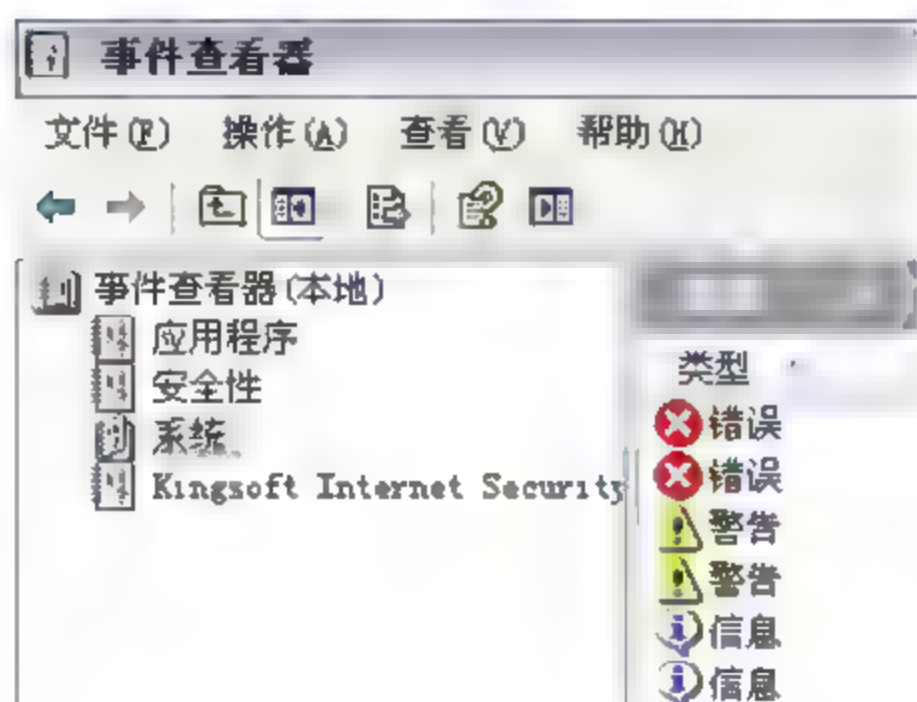 事件查看器
文件(F) 操作(A) 查看(V) 帮助(H)
事件查看器(本地)
应用程序
安全性
系统
Kingsoft Internet Security
类型
错误
错误
警告
警告
信息
信息